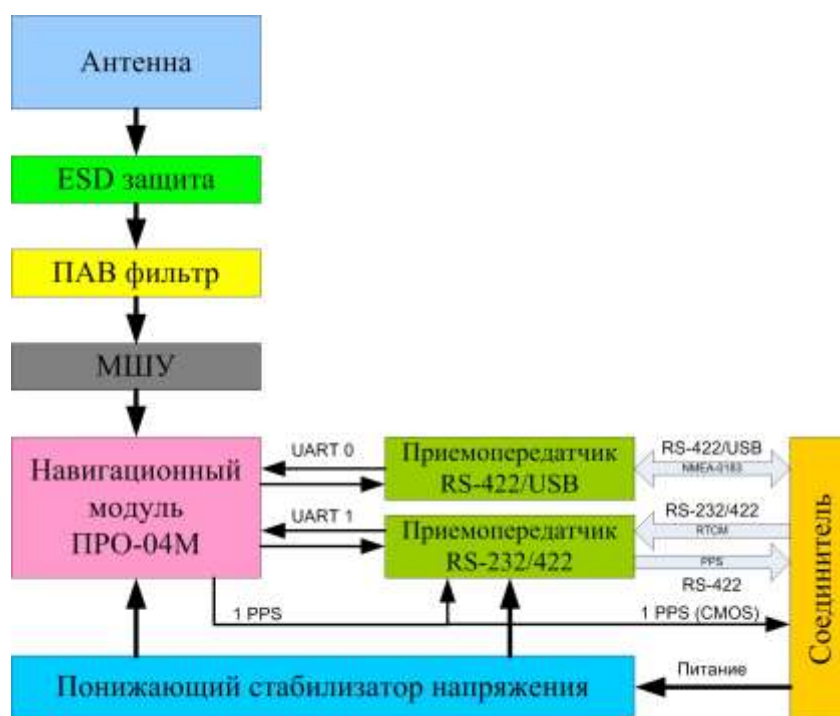 Антенна
ESD защита
ПАВ фильтр
МШУ
Навигационный
модуль
ПРО-04М
UART 0
UART 1
Приемопередатчик
RS-422/USB
Приемопередатчик
RS-232/422
RS-422/USB
NMEA-0183
RS-232/422
RTCM
PPS
RS-422
1 PPS
1 PPS (CMOS)
Соединитель
Питание
Понижающий стабилизатор напряжения